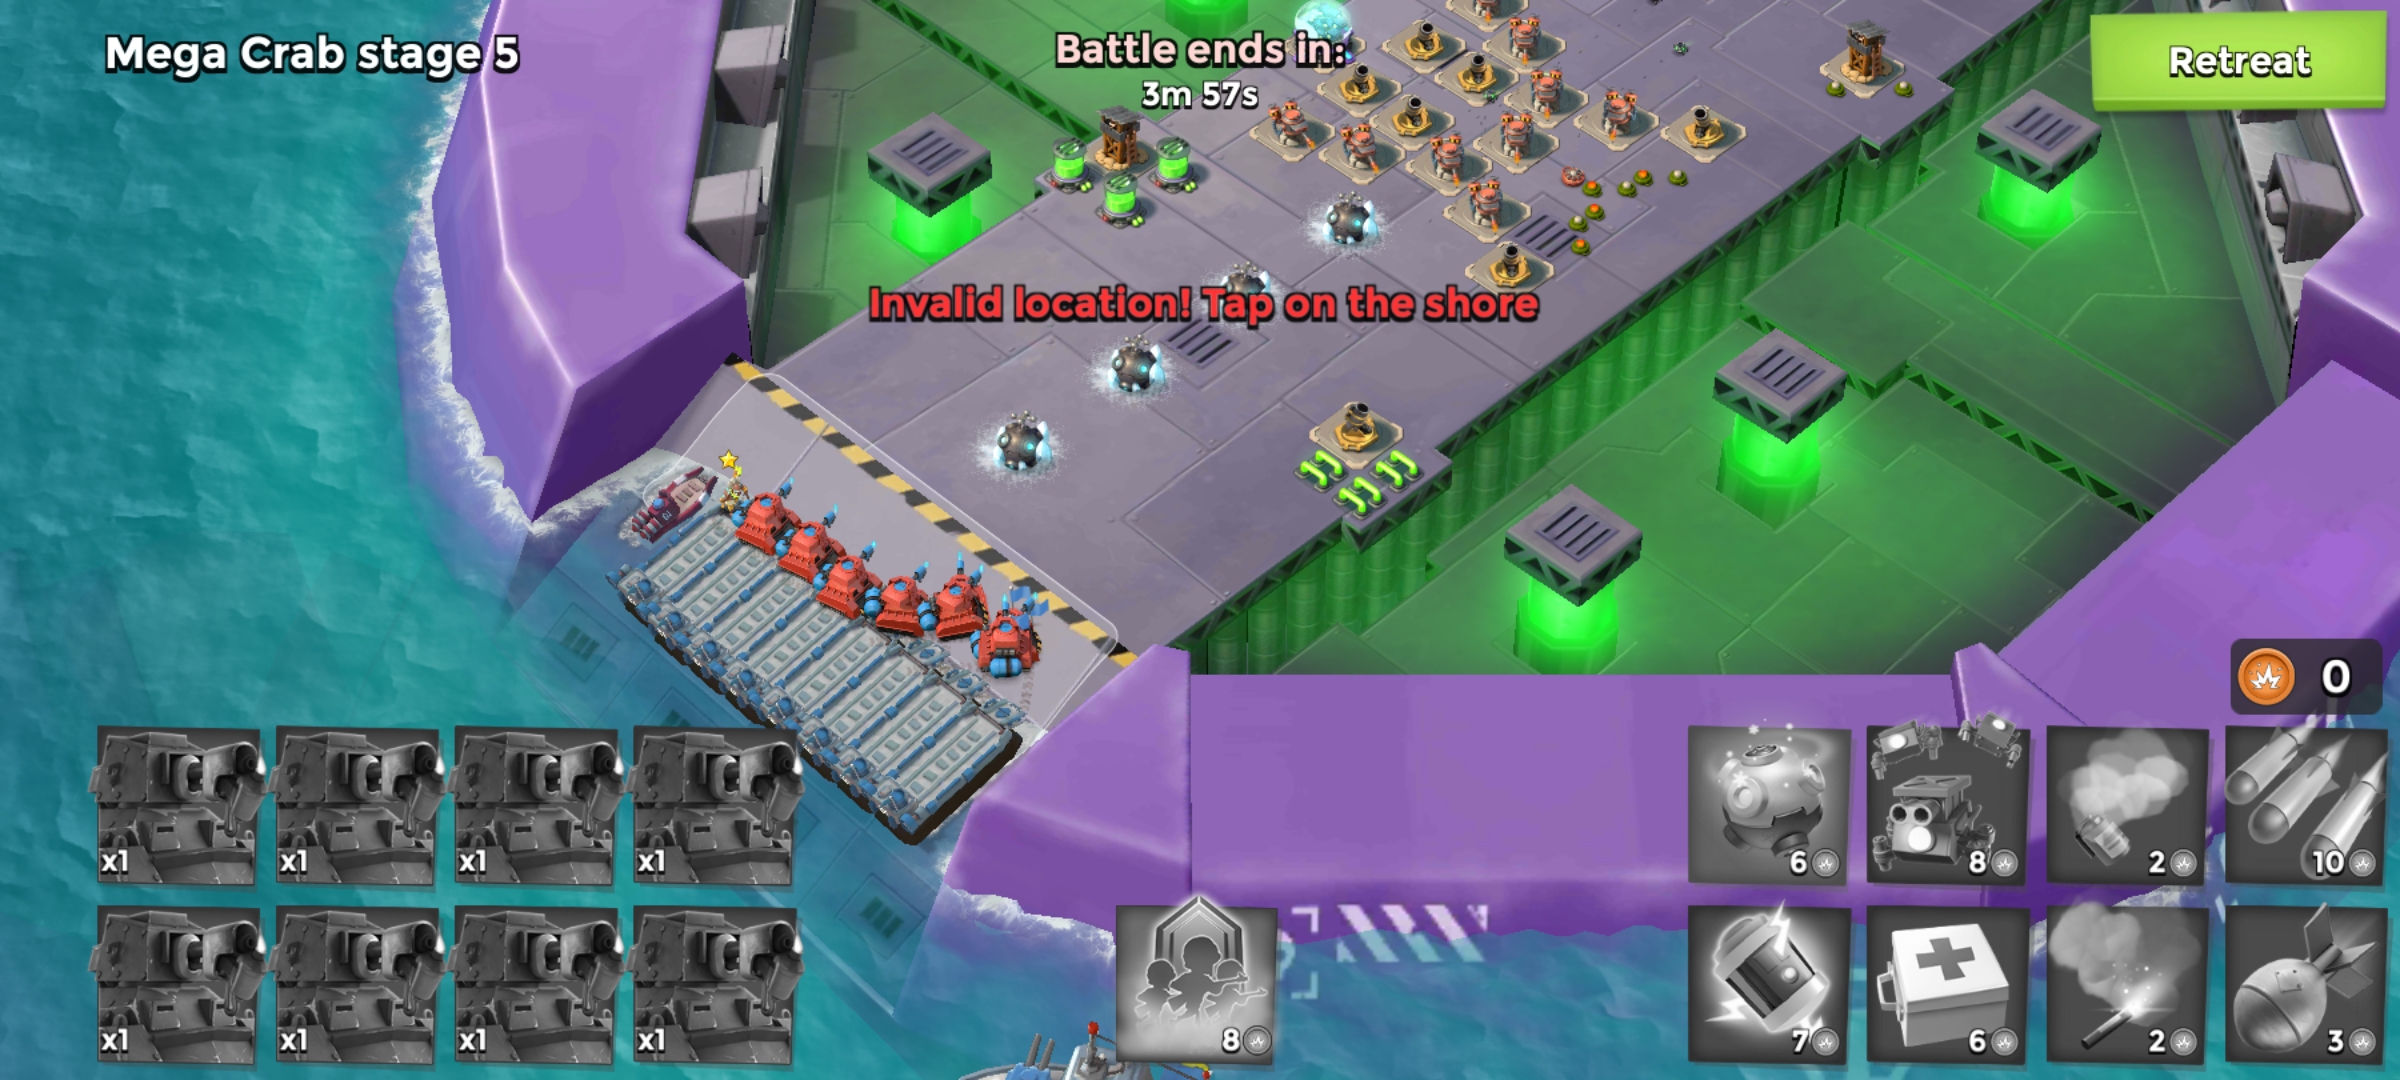 Mega Crab stage 5
Battle ends in:
3m 57s
Retreat
Invalid location! Tap on the shore
0
x1
x1
x1
x1
6
8
2
10
x1
x1
x1
x1
8
7
6
2
3